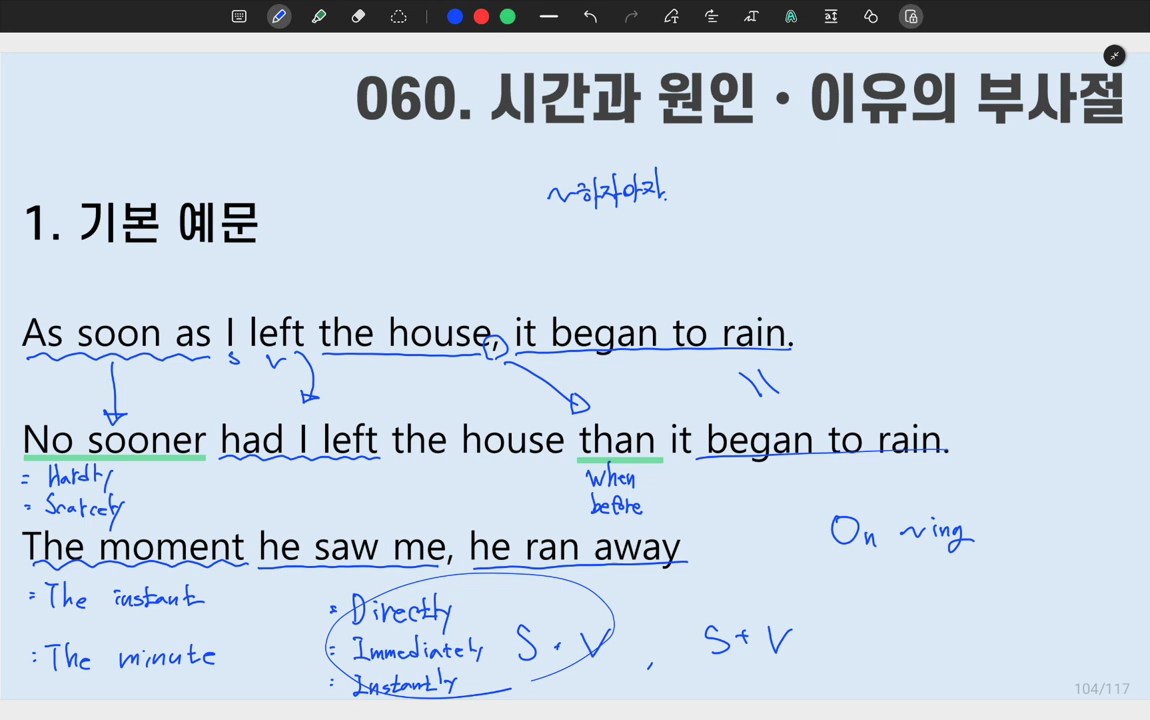 060. 시간과 원인・이유의 부사절
~하자마자.
1. 기본 예문
As soon as I left the house, it began to rain.
s v
No sooner had I left the house than it began to rain.
= Hardly when
= Scarcely before
The moment he saw me, he ran away
On ~ing
= The instant
= Directly
= The minute
= Immediately S + V , S + V
= Instantly
104/117